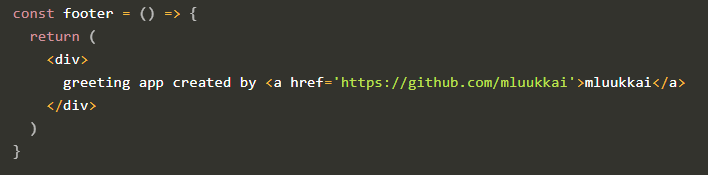 const footer = () => {
  return (
    <div>
      greeting app created by <a href='https://github.com/mluukkai'>mluukkai</a>
    </div>
  )
}